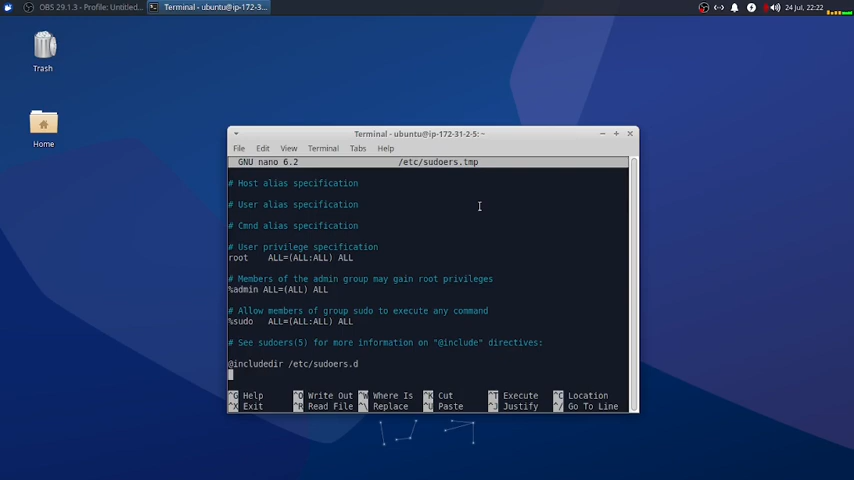 OBS 29.1.3 - Profile: Untitled...
Terminal - ubuntu@ip-172-3...
24 Jul, 22:22
Trash
Home
Terminal - ubuntu@ip-172-31-2-5: ~
File Edit View Terminal Tabs Help
GNU nano 6.2 /etc/sudoers.tmp
# Host alias specification
# User alias specification
# Cmnd alias specification
# User privilege specification
root ALL=(ALL:ALL) ALL
# Members of the admin group may gain root privileges
%admin ALL=(ALL) ALL
# Allow members of group sudo to execute any command
%sudo ALL=(ALL:ALL) ALL
# See sudoers(5) for more information on "@include" directives:
@includedir /etc/sudoers.d
^G Help ^O Write Out ^W Where Is ^K Cut ^T Execute ^C Location
^X Exit ^R Read File ^\ Replace ^U Paste ^J Justify ^/ Go To Line